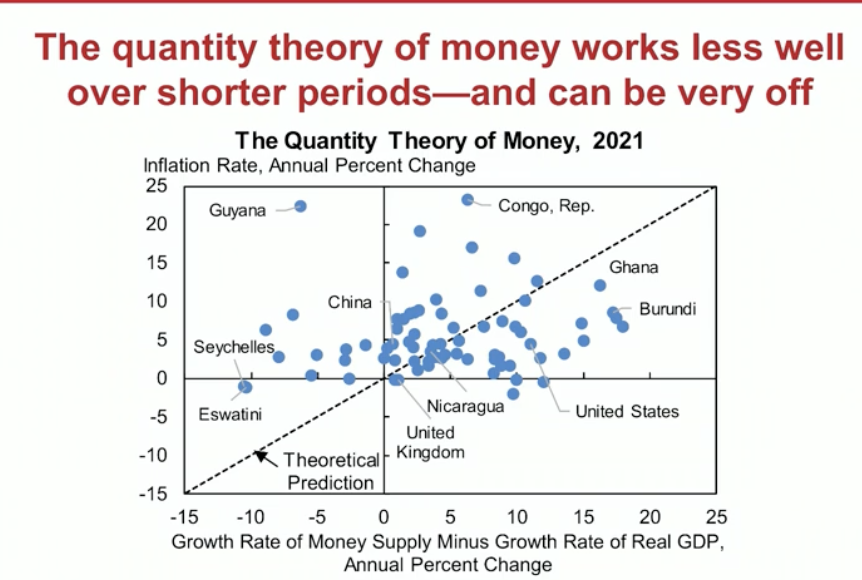 The quantity theory of money works less well
over shorter periods—and can be very off
The Quantity Theory of Money, 2021
Inflation Rate, Annual Percent Change
25
20
15
10
5
0
-5
-10
-15
Guyana
Congo, Rep.
Ghana
China
Burundi
Seychelles
Eswatini
Nicaragua
United States
United
Kingdom
Theoretical
Prediction
-15
-10
-5
0
5
10
15
20
25
Growth Rate of Money Supply Minus Growth Rate of Real GDP,
Annual Percent Change